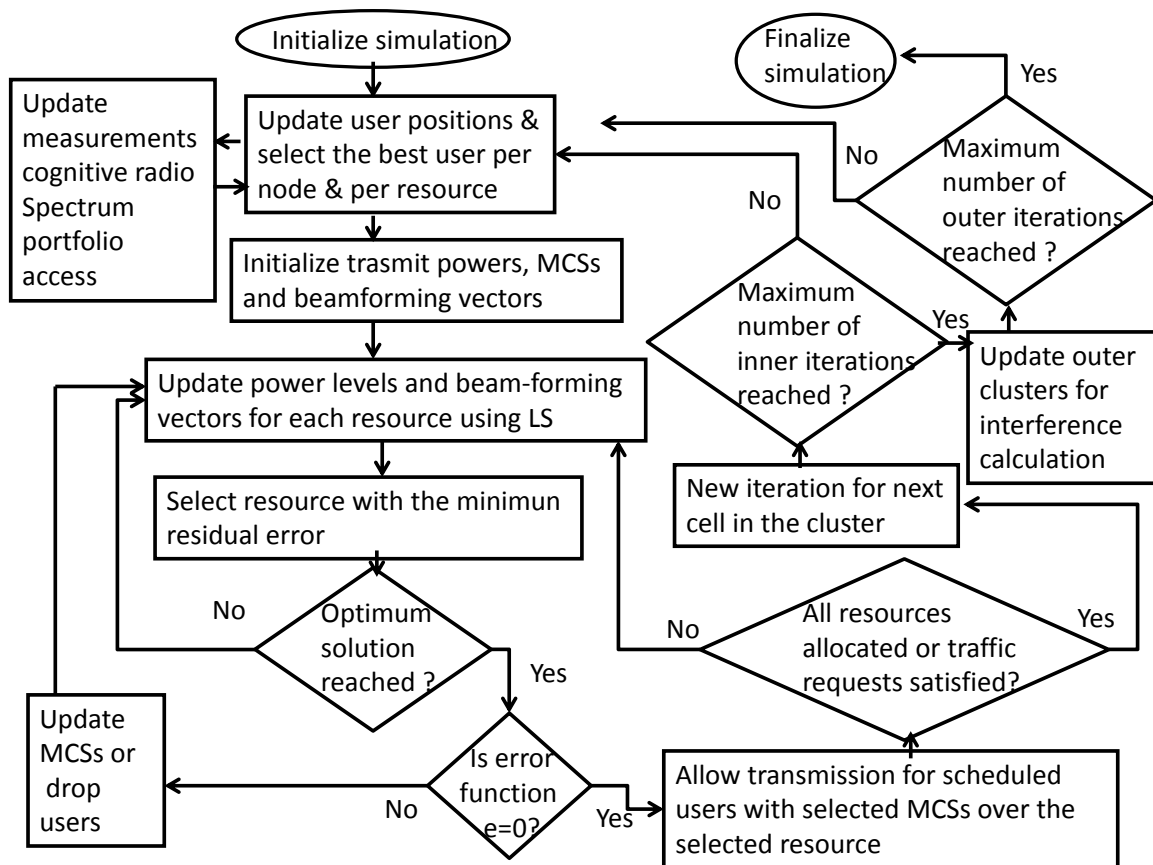 Initialize simulation
Finalize
simulation
Yes
Update
measurements
cognitive radio
Spectrum
portfolio
access
Update user positions &
select the best user per
node & per resource
No
Maximum
number of
outer iterations
reached ?
No
Initialize trasmit powers, MCSs
and beamforming vectors
Maximum
number of
inner iterations
reached ?
Yes
Update outer
clusters for
interference
calculation
Update power levels and beam-forming
vectors for each resource using LS
New iteration for next
cell in the cluster
Select resource with the minimun
residual error
No
Optimum
solution
reached ?
Yes
No
All resources
allocated or traffic
requests satisfied?
Yes
Update
MCSs or
drop
users
No
Is error
function
e=0?
Yes
Allow transmission for scheduled
users with selected MCSs over the
selected resource